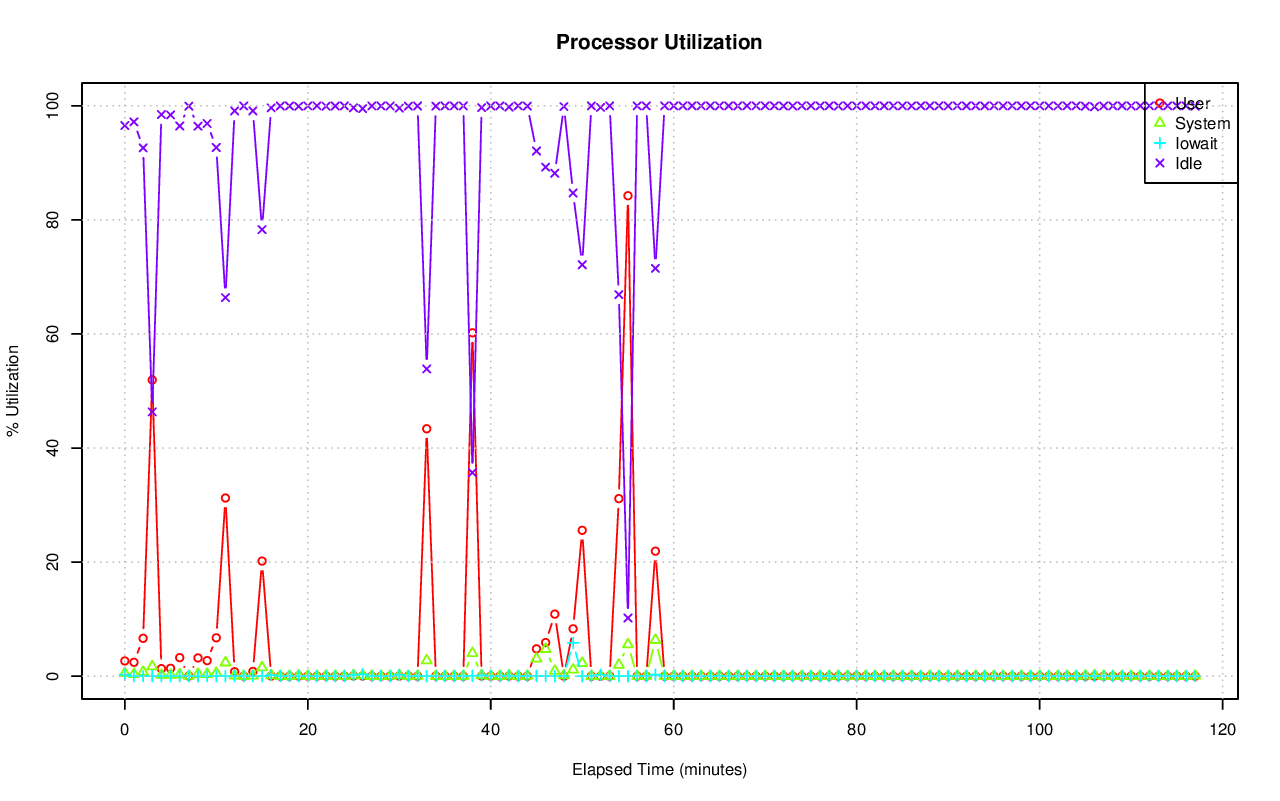 Processor Utilization
% Utilization
100
80
60
40
20
0
User
System
Iowait
Idle
0 20 40 60 80 100 120
Elapsed Time (minutes)